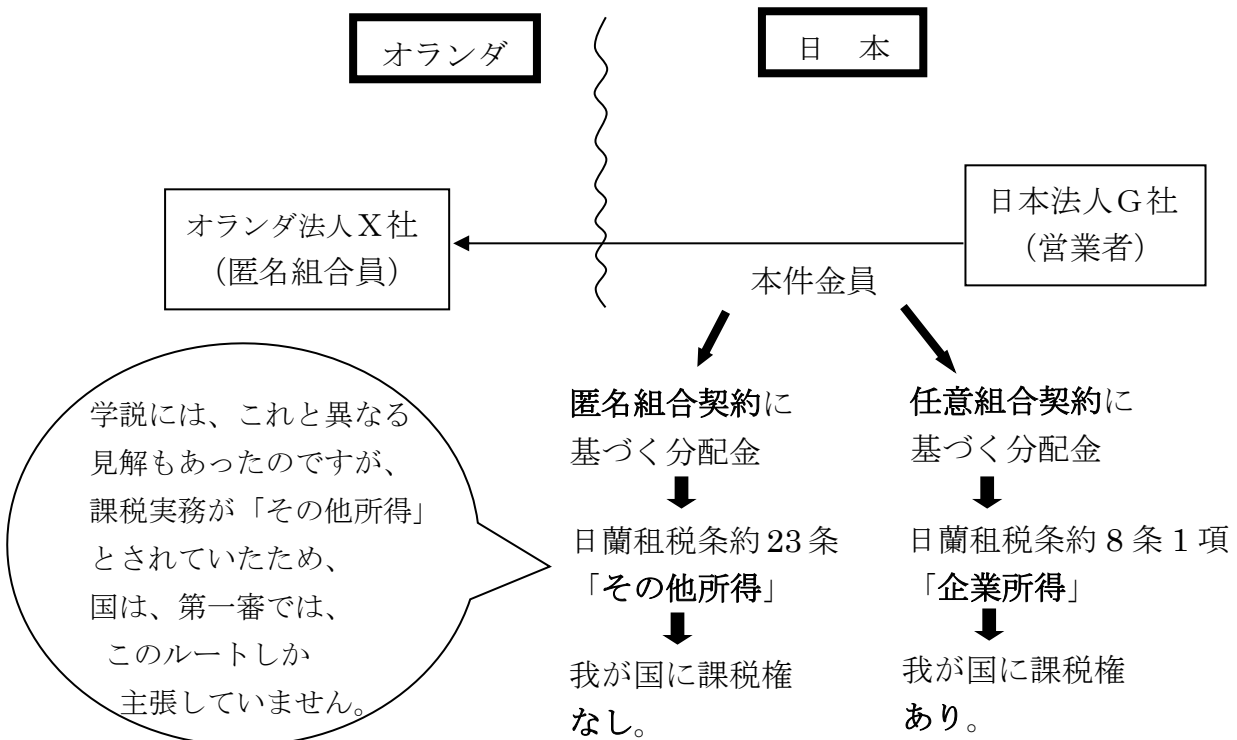 オランダ
日　本
オランダ法人X社
（匿名組合員）
日本法人G社
（営業者）
本件金員
学説には、これと異なる
見解もあったのですが、
課税実務が「その他所得」
とされていたため、
国は、第一審では、
このルートしか
主張していません。
匿名組合契約に
基づく分配金
日蘭租税条約23条
「その他所得」
我が国に課税権
なし。
任意組合契約に
基づく分配金
日蘭租税条約8条1項
「企業所得」
我が国に課税権
あり。